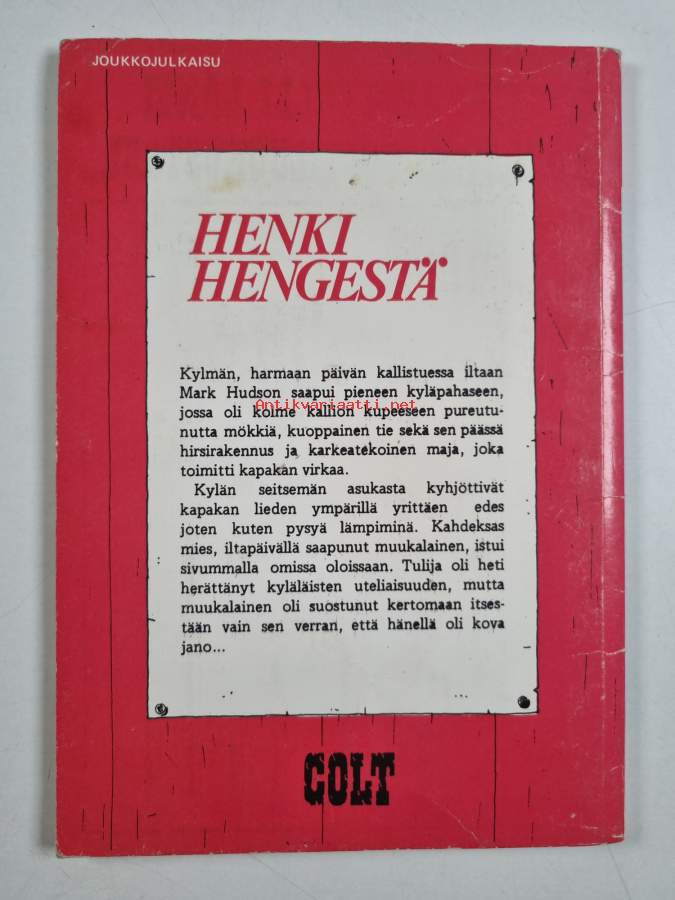 JOUKKOJULKAISU
HENKI
HENGESTÄ
Kylmän, harmaan päivän kallistuessa iltaan
Mark Hudson saapui pieneen kyläpahaseen,
Antikvariaatti.net
jossa oli kolme kallion kupeeseen pureutu-
nutta mökkiä, kuoppainen tie sekä sen päässä
hirsirakennus ja karkeatekoinen maja, joka
toimitti kapakan virkaa.
Kylän seitsemän asukasta kyhjöttivät
kapakan lieden ympärillä yrittäen edes
joten kuten pysyä lämpiminä. Kahdeksas
mies, iltapäivällä saapunut muukalainen, istui
sivummalla omissa oloissaan. Tulija oli heti
herättänyt kyläläisten uteliaisuuden, mutta
muukalainen oli suostunut kertomaan itses-
tään vain sen verran, että hänellä oli kova
jano...
COLT